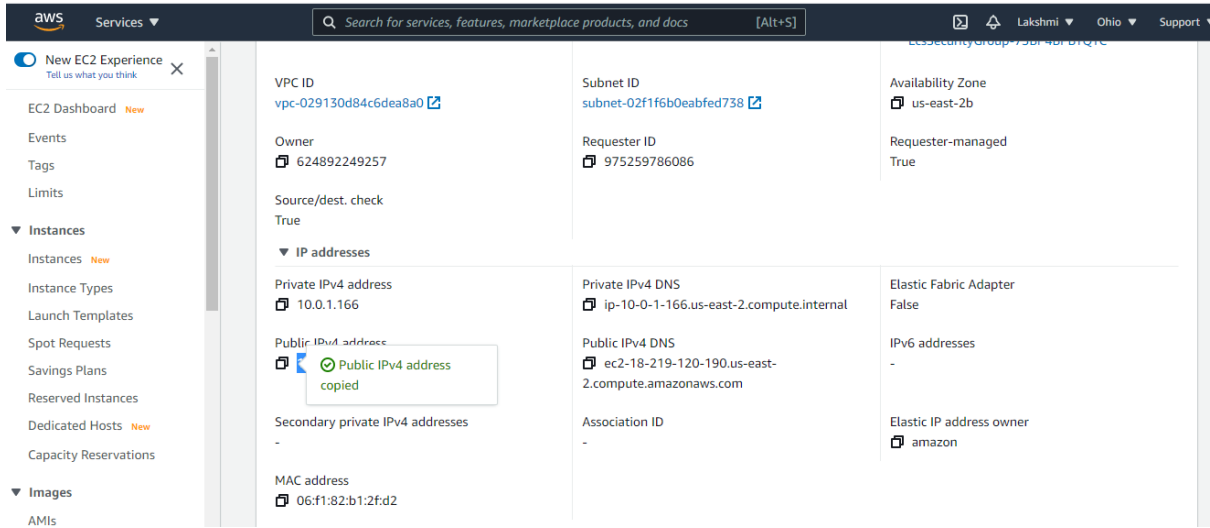 aws Services ▼ Search for services, features, marketplace products, and docs [Alt+S] Lakshmi ▼ Ohio ▼ Support
New EC2 Experience
Tell us what you think
EC2 Dashboard New
Events
Tags
Limits
▼ Instances
Instances New
Instance Types
Launch Templates
Spot Requests
Savings Plans
Reserved Instances
Dedicated Hosts New
Capacity Reservations
▼ Images
AMIs
VPC ID
vpc-029130d84c6dea8a0
Subnet ID
subnet-02f1f6b0eabfed738
Availability Zone
us-east-2b
Owner
624892249257
Requester ID
975259786086
Requester-managed
True
Source/dest. check
True
▼ IP addresses
Private IPv4 address
10.0.1.166
Private IPv4 DNS
ip-10-0-1-166.us-east-2.compute.internal
Elastic Fabric Adapter
False
Public IPv4 address
Public IPv4 address
copied
Public IPv4 DNS
ec2-18-219-120-190.us-east-
2.compute.amazonaws.com
IPv6 addresses
-
Secondary private IPv4 addresses
-
Association ID
-
Elastic IP address owner
amazon
MAC address
06:f1:82:b1:2f:d2